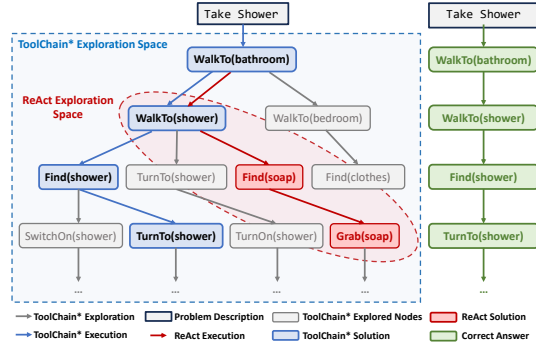 Take Shower
Take Shower
ToolChain* Exploration Space
WalkTo(bathroom)
WalkTo(bathroom)
ReAct Exploration
Space
WalkTo(shower)
WalkTo(bedroom)
WalkTo(shower)
Find(shower)
TurnTo(shower)
Find(soap)
Find(clothes)
Find(shower)
SwitchOn(shower)
TurnTo(shower)
TurnOn(shower)
Grab(soap)
TurnTo(shower)
...
...
...
...
...
ToolChain* Exploration
Problem Description
ToolChain* Explored Nodes
ReAct Solution
ToolChain* Execution
ReAct Execution
ToolChain* Solution
Correct Answer